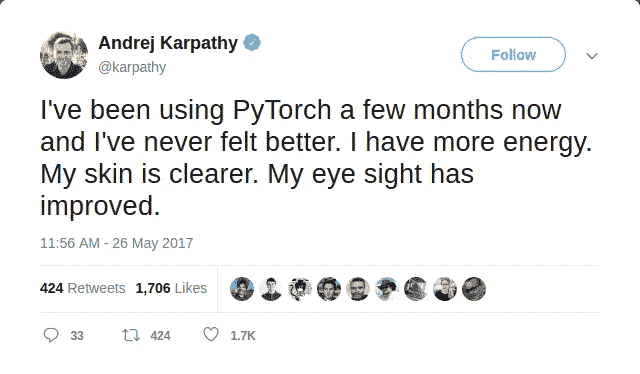 Andrej Karpathy
@karpathy
Follow
I've been using PyTorch a few months now
and I've never felt better. I have more energy.
My skin is clearer. My eye sight has
improved.
11:56 AM - 26 May 2017
424 Retweets 1,706 Likes
33 424 1.7K